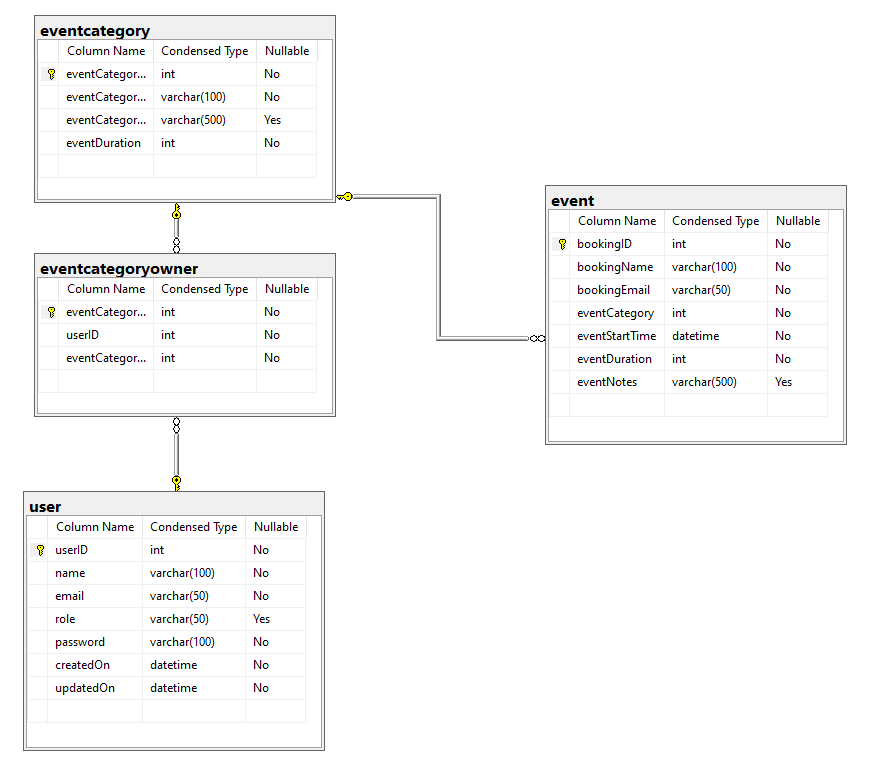 eventcategory
Column Name Condensed Type Nullable
eventCategor... int No
eventCategor... varchar(100) No
eventCategor... varchar(500) Yes
eventDuration int No
event
Column Name Condensed Type Nullable
bookingID int No
bookingName varchar(100) No
bookingEmail varchar(50) No
eventCategory int No
eventStartTime datetime No
eventDuration int No
eventNotes varchar(500) Yes
eventcategoryowner
Column Name Condensed Type Nullable
eventCategor... int No
userID int No
eventCategor... int No
user
Column Name Condensed Type Nullable
userID int No
name varchar(100) No
email varchar(50) No
role varchar(50) Yes
password varchar(100) No
createdOn datetime No
updatedOn datetime No